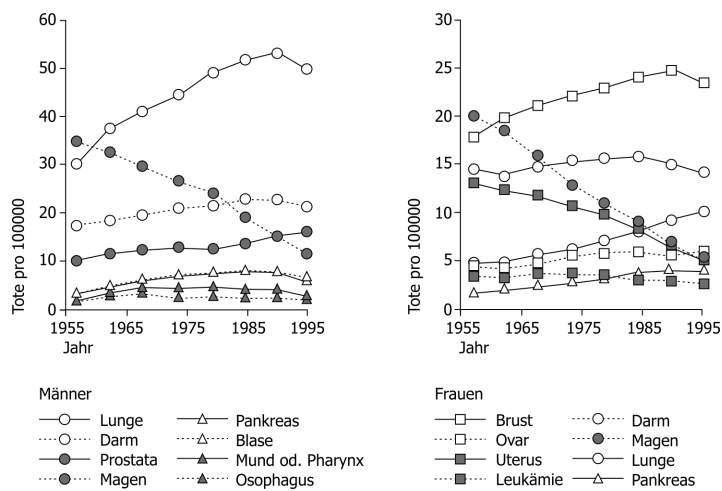 60
50
40
30
20
10
0
Tote pro 100000
1955 1965 1975 1985 1995
Jahr
30
25
20
15
10
5
0
Tote pro 100000
1955 1965 1975 1985 1995
Jahr
Männer
Lunge
Darm
Prostata
Magen
Pankreas
Blase
Mund od. Pharynx
Osophagus
Frauen
Brust
Ovar
Uterus
Leukämie
Darm
Magen
Lunge
Pankreas